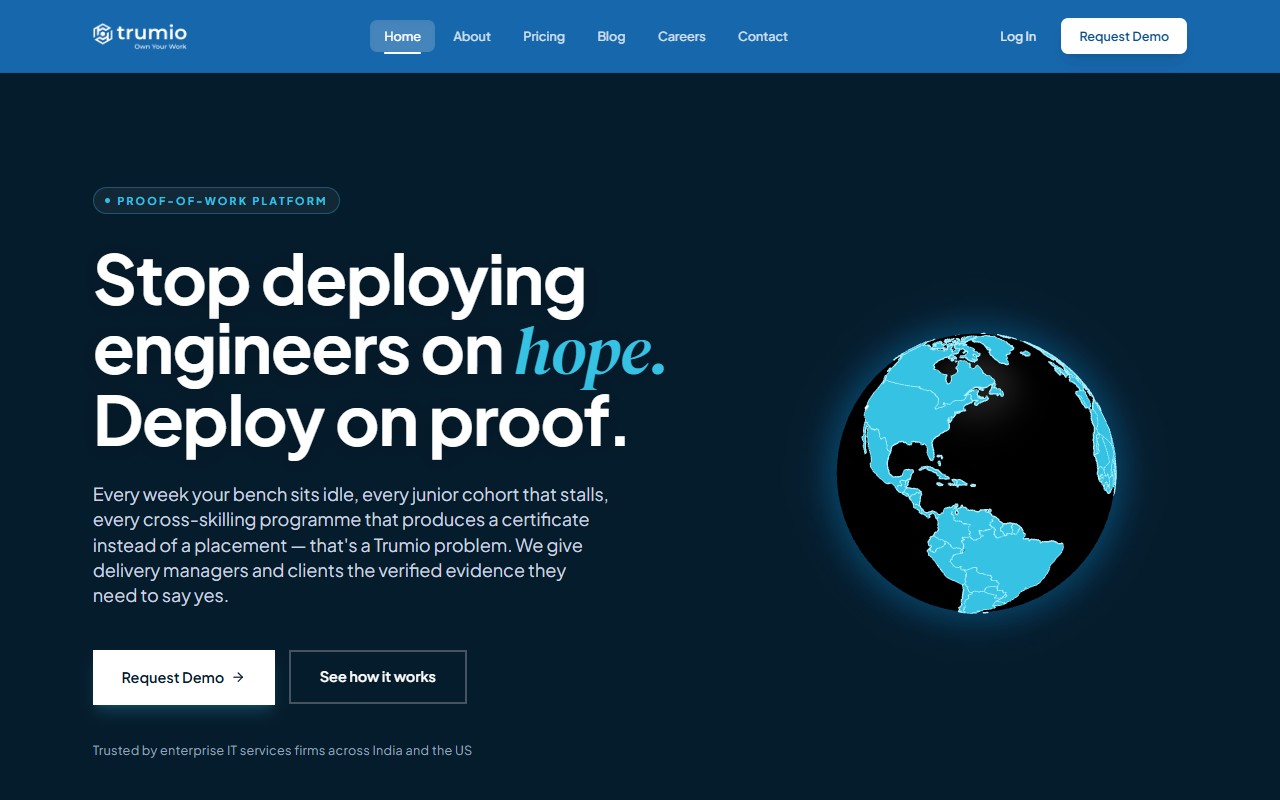 trumio
Own Your Work
Home
About
Pricing
Blog
Careers
Contact
Log In
Request Demo
PROOF-OF-WORK PLATFORM
Stop deploying
engineers on hope.
Deploy on proof.
Every week your bench sits idle, every junior cohort that stalls,
every cross-skilling programme that produces a certificate
instead of a placement — that's a Trumio problem. We give
delivery managers and clients the verified evidence they
need to say yes.
Request Demo →
See how it works
Trusted by enterprise IT services firms across India and the US